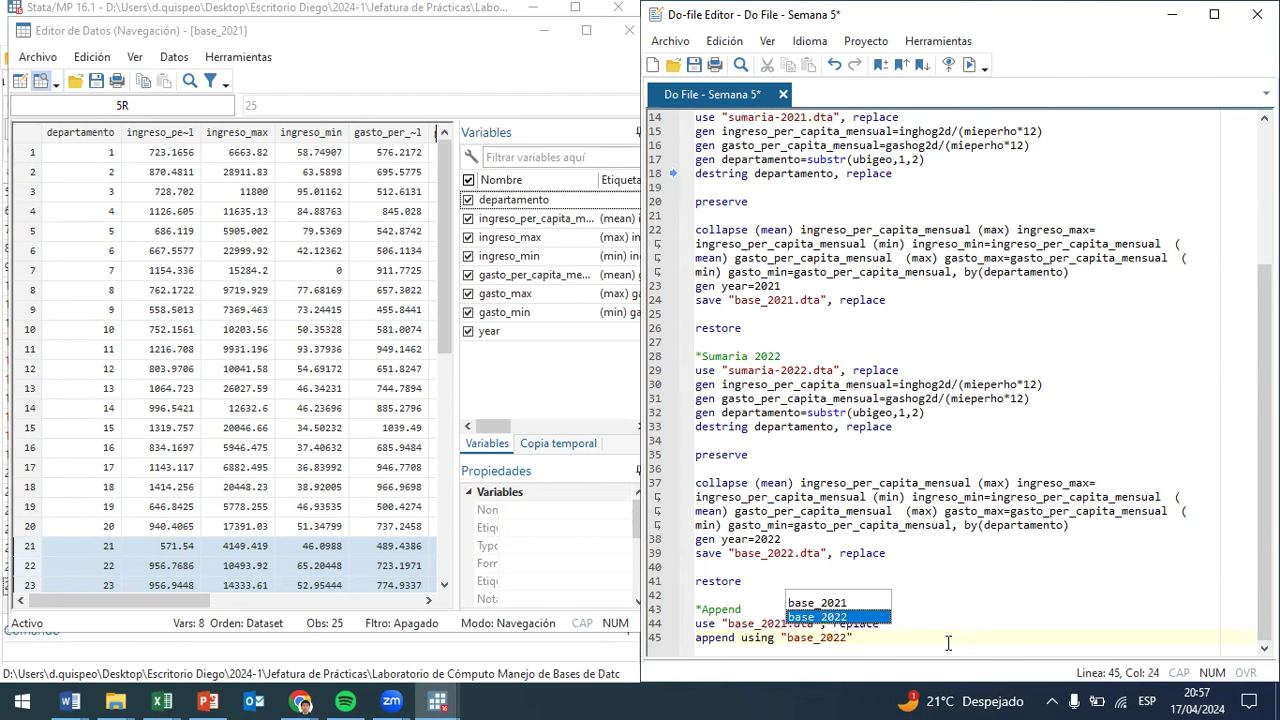 Stata/MP 16.1 - D:\Users\d.quispeo\Desktop\Escritorio Diego\2024-1\Jefatura de Prácticas\Labo...
Editor de Datos (Navegación) - [base_2021]
Archivo Edición Ver Datos Herramientas
5R 25
departamento ingreso_pe~l ingreso_max ingreso_min gasto_per_~l
1 1 723.1656 6663.82 58.74907 576.2172
2 2 870.4811 28911.83 63.5898 695.5775
3 3 728.702 11800 95.01162 512.6131
4 4 1126.605 11635.13 84.88763 845.028
5 5 686.119 5905.002 79.5369 542.8742
6 6 667.5577 22999.92 42.12362 506.1134
7 7 1154.336 15284.2 0 911.7725
8 8 762.1722 9719.929 77.68169 657.3022
9 9 558.5013 7369.463 73.24415 455.8441
10 10 752.1561 10203.56 50.35328 581.0074
11 11 1216.708 9931.196 93.37936 949.1462
12 12 803.9706 10041.58 54.69172 651.8247
13 13 1064.723 26027.59 46.34231 744.7894
14 14 996.5421 12632.6 46.23696 885.2796
15 15 1319.757 20046.66 34.50232 1039.49
16 16 834.1697 5946.475 37.40632 685.9484
17 17 1143.117 6882.495 36.83992 946.7708
18 18 1414.256 20448.23 38.92005 966.9698
19 19 646.8425 5778.255 46.93535 500.4274
20 20 940.4065 17391.03 51.34799 737.2458
21 21 571.54 4149.419 46.0988 489.4386
22 22 956.7686 10493.92 65.20448 723.1971
23 23 956.9448 14333.61 52.95444 774.9337
Variables
Filtrar variables aquí
Nombre Etiqueta
departamento
ingreso_per_capita_m... (mean) in
ingreso_max (max) in
ingreso_min (min) in
gasto_per_capita_me... (mean) g
gasto_max (max) ga
gasto_min (min) ga
year
Variables Copia temporal
Propiedades
Variables
Activo Vars: 8 Orden: Dataset Obs: 25 Filtro: Apagado Modo: Navegación CAP NUM
D:\Users\d.quispeo\Desktop\Escritorio Diego\2024-1\Jefatura de Prácticas\Laboratorio de Cómputo Manejo de Bases de Datc
Do-file Editor - Do File - Semana 5*
Archivo Edición Ver Idioma Proyecto Herramientas
Do File - Semana 5*
14 use "sumaria-2021.dta", replace
15 gen ingreso_per_capita_mensual=inghog2d/(mieperho*12)
16 gen gasto_per_capita_mensual=gashog2d/(mieperho*12)
17 gen departamento=substr(ubigeo,1,2)
18 destring departamento, replace
19
20 preserve
21
22 collapse (mean) ingreso_per_capita_mensual (max) ingreso_max=
ingreso_per_capita_mensual (min) ingreso_min=ingreso_per_capita_mensual (
mean) gasto_per_capita_mensual (max) gasto_max=gasto_per_capita_mensual (
min) gasto_min=gasto_per_capita_mensual, by(departamento)
23 gen year=2021
24 save "base_2021.dta", replace
25
26 restore
27
28 *Sumaria 2022
29 use "sumaria-2022.dta", replace
30 gen ingreso_per_capita_mensual=inghog2d/(mieperho*12)
31 gen gasto_per_capita_mensual=gashog2d/(mieperho*12)
32 gen departamento=substr(ubigeo,1,2)
33 destring departamento, replace
34
35 preserve
36
37 collapse (mean) ingreso_per_capita_mensual (max) ingreso_max=
ingreso_per_capita_mensual (min) ingreso_min=ingreso_per_capita_mensual (
mean) gasto_per_capita_mensual (max) gasto_max=gasto_per_capita_mensual (
min) gasto_min=gasto_per_capita_mensual, by(departamento)
38 gen year=2022
39 save "base_2022.dta", replace
40
41 restore
42
base_2021
43 *Append
base_2022
44 use "base_2021.dta", replace
45 append using "base_2022"
Linea: 45, Col: 24 CAP NUM OVR
21°C Despejado ESP 20:57
17/04/2024